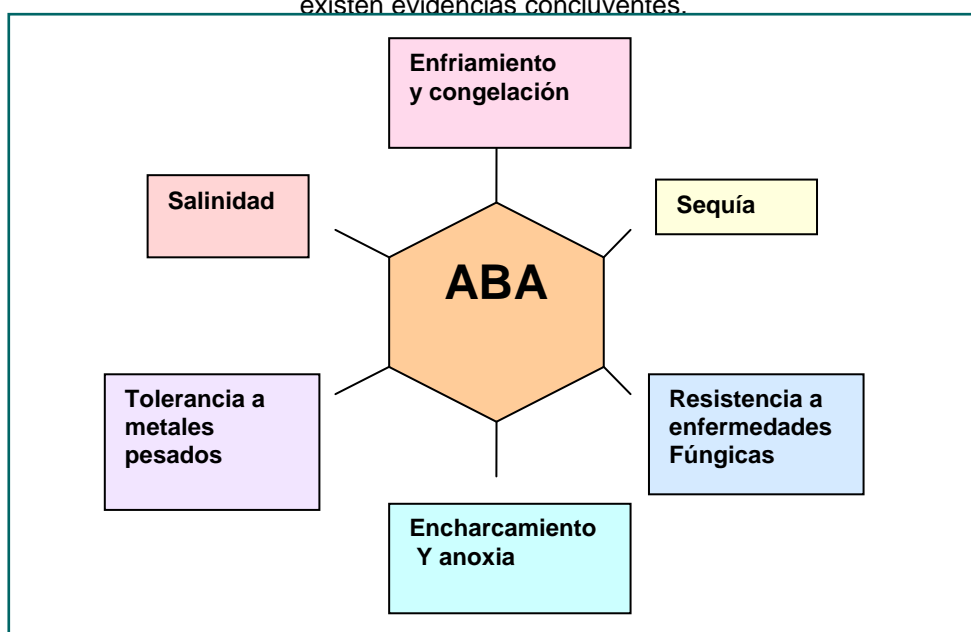 existen evidencias concluyentes.
Enfriamiento
y congelación
Salinidad
Sequía
ABA
Tolerancia a
metales
pesados
Resistencia a
enfermedades
Fúngicas
Encharcamiento
Y anoxia